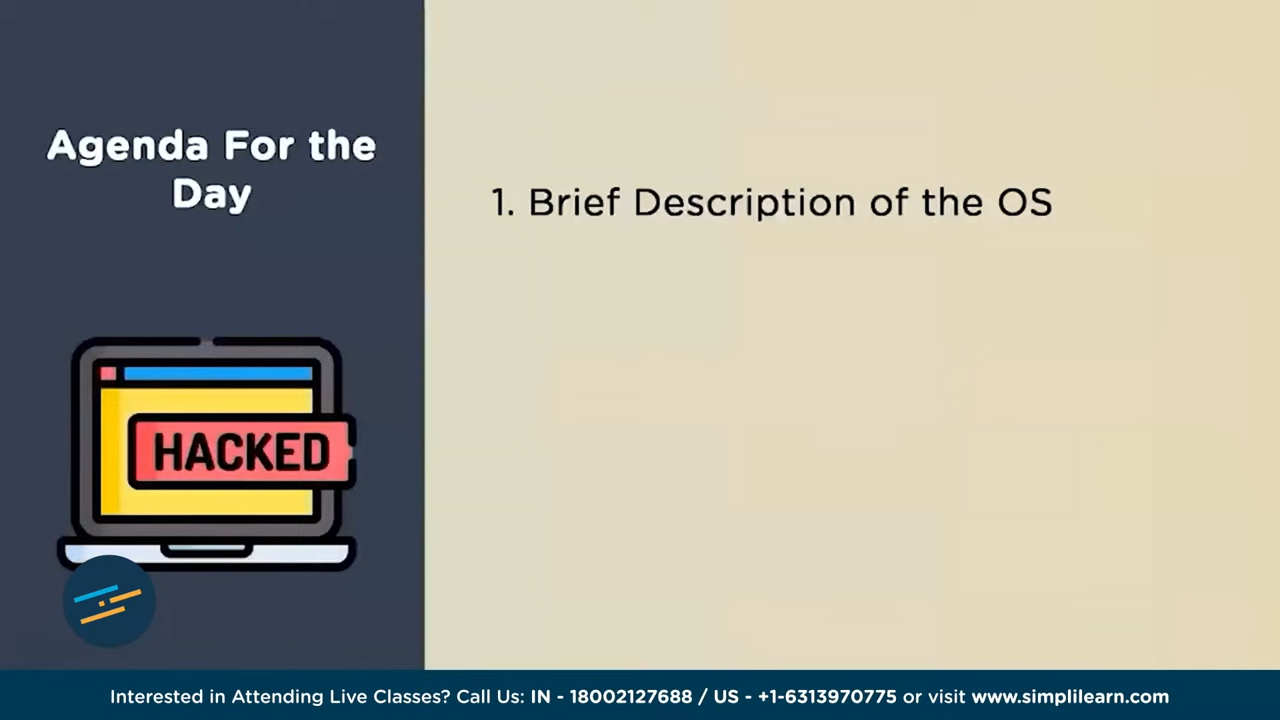 Agenda For the
Day
1. Brief Description of the OS
HACKED
Interested in Attending Live Classes? Call Us: IN - 18002127688 / US - +1-6313970775 or visit www.simplilearn.com